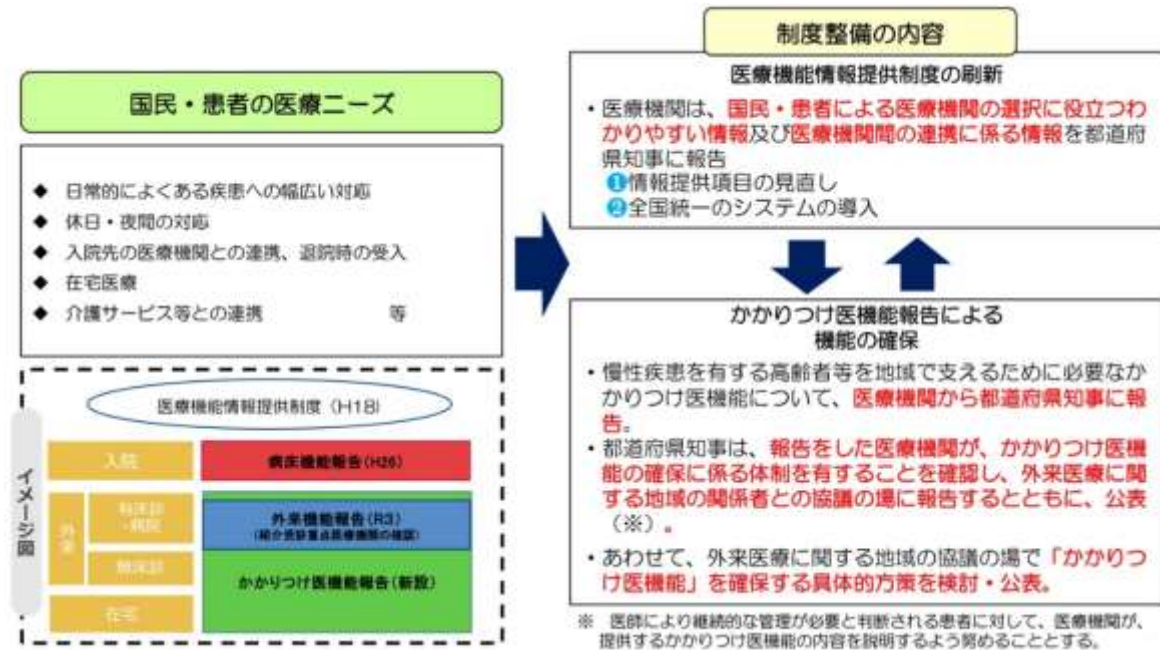 国民・患者の医療ニーズ
◆ 日常的によくある疾患への幅広い対応
◆ 休日・夜間の対応
◆ 入院先の医療機関との連携、退院時の受入
◆ 在宅医療
◆ 介護サービス等との連携 等
イメージ図
医療機能情報提供制度(H18)
入院
病床機能報告(H26)
外来
有床診・病院
外来機能報告(R3)
(紹介受診重点医療機関の確認)
無床診
かかりつけ医機能報告(新設)
在宅
制度整備の内容
医療機能情報提供制度の刷新
・医療機関は、国民・患者による医療機関の選択に役立つわ
かりやすい情報及び医療機関間の連携に係る情報を都道府
県知事に報告
❶情報提供項目の見直し
❷全国統一のシステムの導入
かかりつけ医機能報告による
機能の確保
・慢性疾患を有する高齢者等を地域で支えるために必要なか
かりつけ医機能について、医療機関から都道府県知事に報
告。
・都道府県知事は、報告をした医療機関が、かかりつけ医機
能の確保に係る体制を有することを確認し、外来医療に関
する地域の関係者との協議の場に報告するとともに、公表
(※)。
・あわせて、外来医療に関する地域の協議の場で「かかりつ
け医機能」を確保する具体的方策を検討・公表。
※ 医師により継続的な管理が必要と判断される患者に対して、医療機関が、
提供するかかりつけ医機能の内容を説明するよう努めることとする。